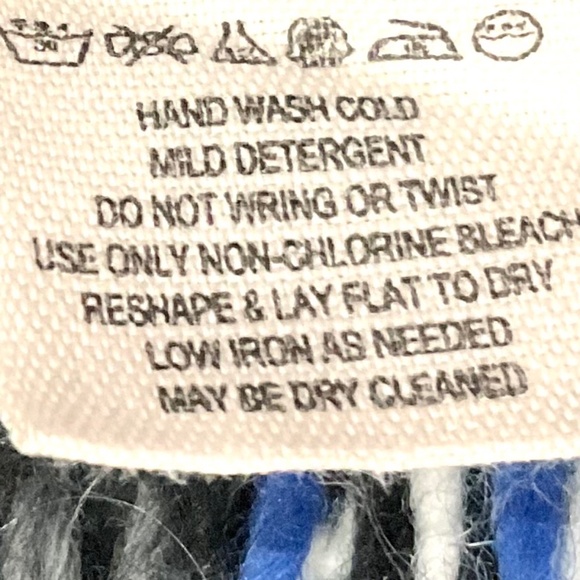 HAND WASH COLD
MILD DETERGENT
DO NOT WRING OR TWIST
USE ONLY NON-CHLORINE BLEACH
RESHAPE & LAY FLAT TO DRY
LOW IRON AS NEEDED
MAY BE DRY CLEANED